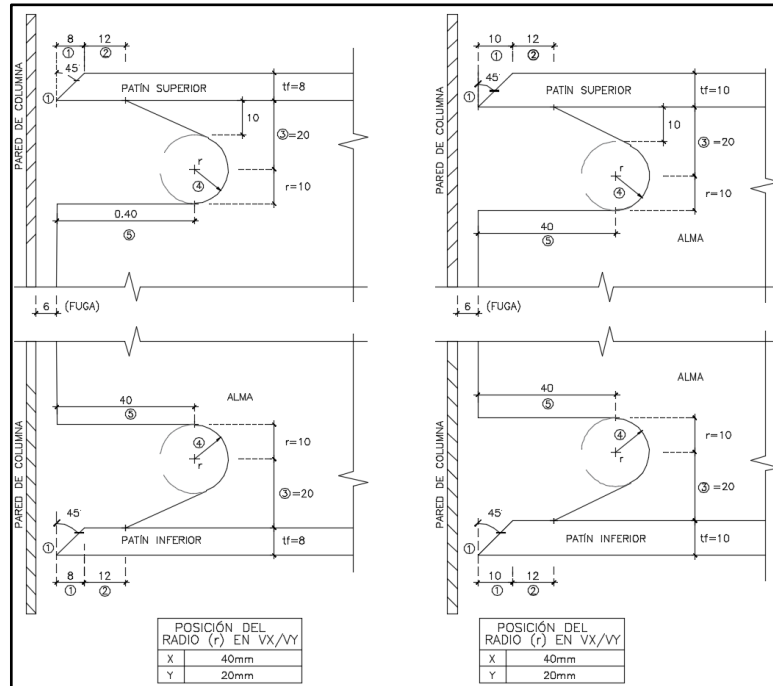 8 12
① ②
45°
①
PATÍN SUPERIOR
tf=8
10
③=20
r
④
r=10
0.40
⑤
PARED DE COLUMNA
6 (FUGA)
40
⑤
ALMA
④
r
r=10
③=20
PARED DE COLUMNA
45°
①
PATÍN INFERIOR
tf=8
8 12
① ②
POSICIÓN DEL
RADIO (r) EN VX/VY
X 40mm
Y 20mm
10 12
① ②
45°
①
PATÍN SUPERIOR
tf=10
10
③=20
r
④
r=10
40
⑤
ALMA
PARED DE COLUMNA
6 (FUGA)
40
⑤
ALMA
④
r
r=10
③=20
PARED DE COLUMNA
45°
①
PATÍN INFERIOR
tf=10
10 12
① ②
POSICIÓN DEL
RADIO (r) EN VX/VY
X 40mm
Y 20mm